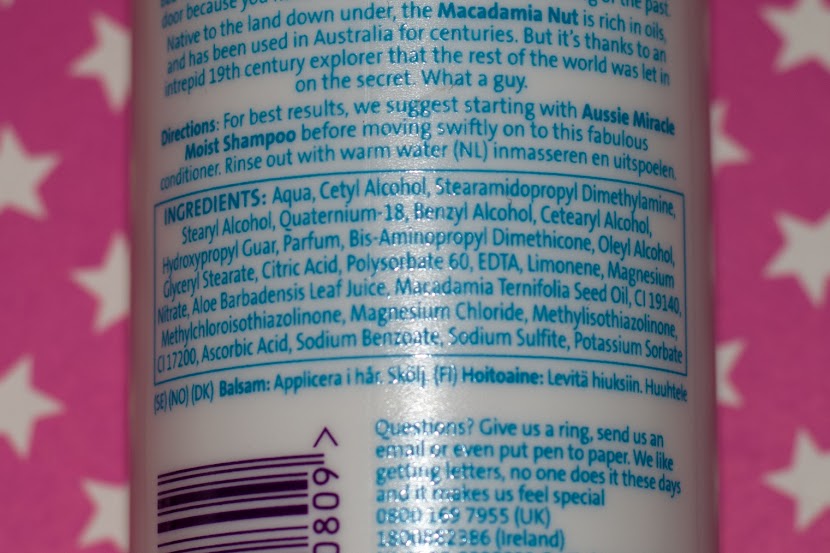 door because you
of the past.
Native to the land down under, the Macadamia Nut is rich in oils,
and has been used in Australia for centuries. But it's thanks to an
intrepid 19th century explorer that the rest of the world was let in
on the secret. What a guy.
Directions: For best results, we suggest starting with Aussie Miracle
Moist Shampoo before moving swiftly on to this fabulous
conditioner. Rinse out with warm water (NL) inmasseren en uitspoelen.
INGREDIENTS: Aqua, Cetyl Alcohol, Stearamidopropyl Dimethylamine,
Stearyl Alcohol, Quaternium-18, Benzyl Alcohol, Cetearyl Alcohol,
Hydroxypropyl Guar, Parfum, Bis-Aminopropyl Dimethicone, Oleyl Alcohol,
Glyceryl Stearate, Citric Acid, Polysorbate 60, EDTA, Limonene, Magnesium
Nitrate, Aloe Barbadensis Leaf Juice, Macadamia Ternifolia Seed Oil, CI 19140,
Methylchloroisothiazolinone, Magnesium Chloride, Methylisothiazolinone,
CI 17200, Ascorbic Acid, Sodium Benzoate, Sodium Sulfite, Potassium Sorbate
(SE) (NO) (DK) Balsam: Applicera i hår. Skölj. (FI) Hoitoaine: Levitä hiuksiin. Huuhtele
Questions? Give us a ring, send us an
email or even put pen to paper. We like
getting letters, no one does it these days
and it makes us feel special
0800 169 7955 (UK)
1800582386 (Ireland)
0809 >